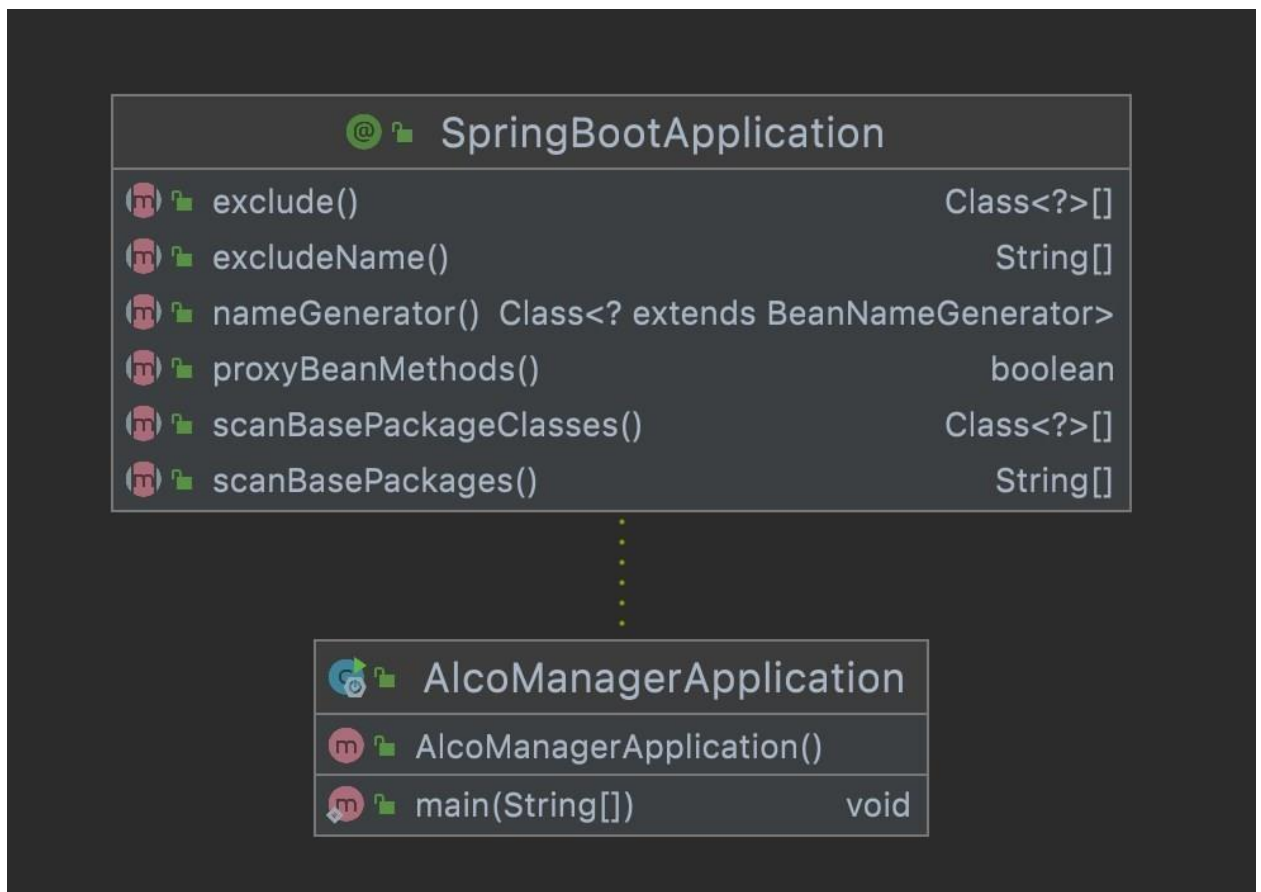 SpringBootApplication
exclude() Class<?>[]
excludeName() String[]
nameGenerator() Class<? extends BeanNameGenerator>
proxyBeanMethods() boolean
scanBasePackageClasses() Class<?>[]
scanBasePackages() String[]
AlcoManagerApplication
AlcoManagerApplication()
main(String[]) void